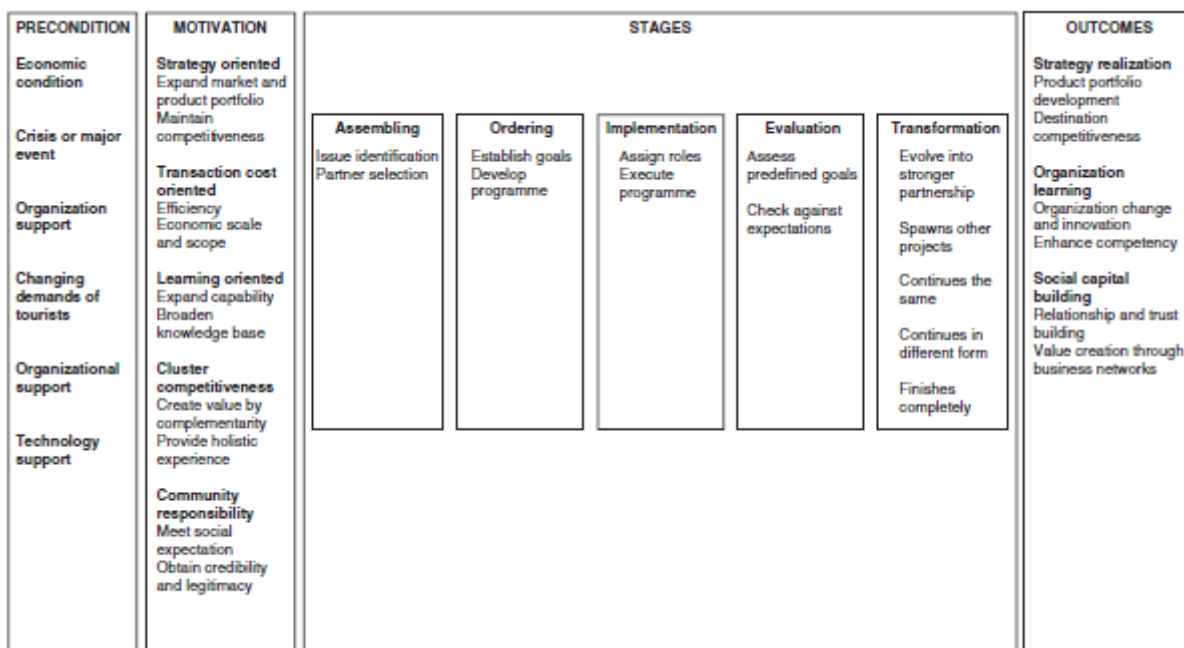 PRECONDITION
Economic
condition
Crisis or major
event
Organization
support
Changing
demands of
tourists
Organizational
support
Technology
support
MOTIVATION
Strategy oriented
Expand market and
product portfolio
Maintain
competitiveness
Transaction cost
oriented
Efficiency
Economic scale
and scope
Learning oriented
Expand capability
Broaden
knowledge base
Cluster
competitiveness
Create value by
complementarity
Provide holistic
experience
Community
responsibility
Meet social
expectation
Obtain credibility
and legitimacy
STAGES
Assembling
Issue identification
Partner selection
Ordering
Establish goals
Develop
programme
Implementation
Assign roles
Execute
programme
Evaluation
Assess
predefined goals
Check against
expectations
Transformation
Evolve into
stronger
partnership
Spawns other
projects
Continues the
same
Continues in
different form
Finishes
completely
OUTCOMES
Strategy realization
Product portfolio
development
Destination
competitiveness
Organization
learning
Organization change
and innovation
Enhance competency
Social capital
building
Relationship and trust
building
Value creation through
business networks